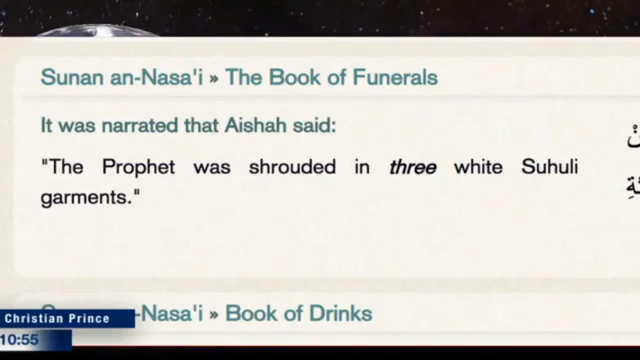 Sunan an-Nasa'i » The Book of Funerals
It was narrated that Aishah said:
"The Prophet was shrouded in three white Suhuli
garments."
-Nasa'i » Book of Drinks
Christian Prince
10:55